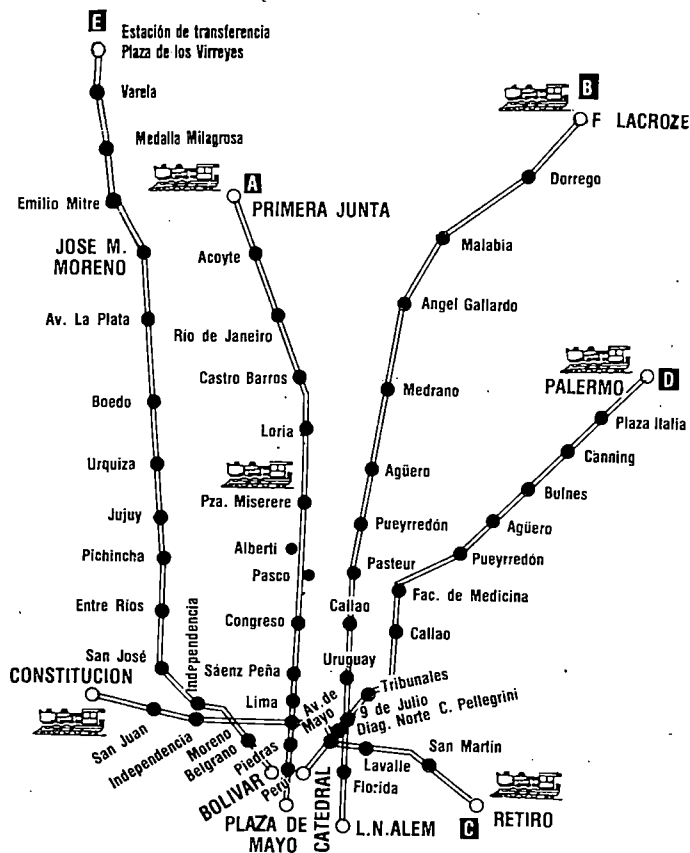 E
Estación de transferencia
Plaza de los Virreyes
Varela
Medalla Milagrosa
Emilio Mitre
JOSE M.
MORENO
Av. La Plata
Boedo
Urquiza
Jujuy
Pichincha
Entre Ríos
San José
Independencia
Moreno
Belgrano
BOLIVAR
A
PRIMERA JUNTA
Acoyte
Río de Janeiro
Castro Barros
Loria
Pza. Miserere
Alberti
Pasco
Congreso
Sáenz Peña
Lima
Piedras
Perú
PLAZA DE
MAYO
B
F LACROZE
Dorrego
Malabia
Angel Gallardo
Medrano
Agüero
Pueyrredón
Pasteur
Callao
Uruguay
C. Pellegrini
Florida
L.N.ALEM
PALERMO
D
Plaza Italia
Canning
Bulnes
Agüero
Pueyrredón
Fac. de Medicina
Callao
Tribunales
9 de Julio
CATEDRAL
CONSTITUCION
San Juan
Independencia
Av. de
Mayo
Diag. Norte
Lavalle
San Martín
C
RETIRO